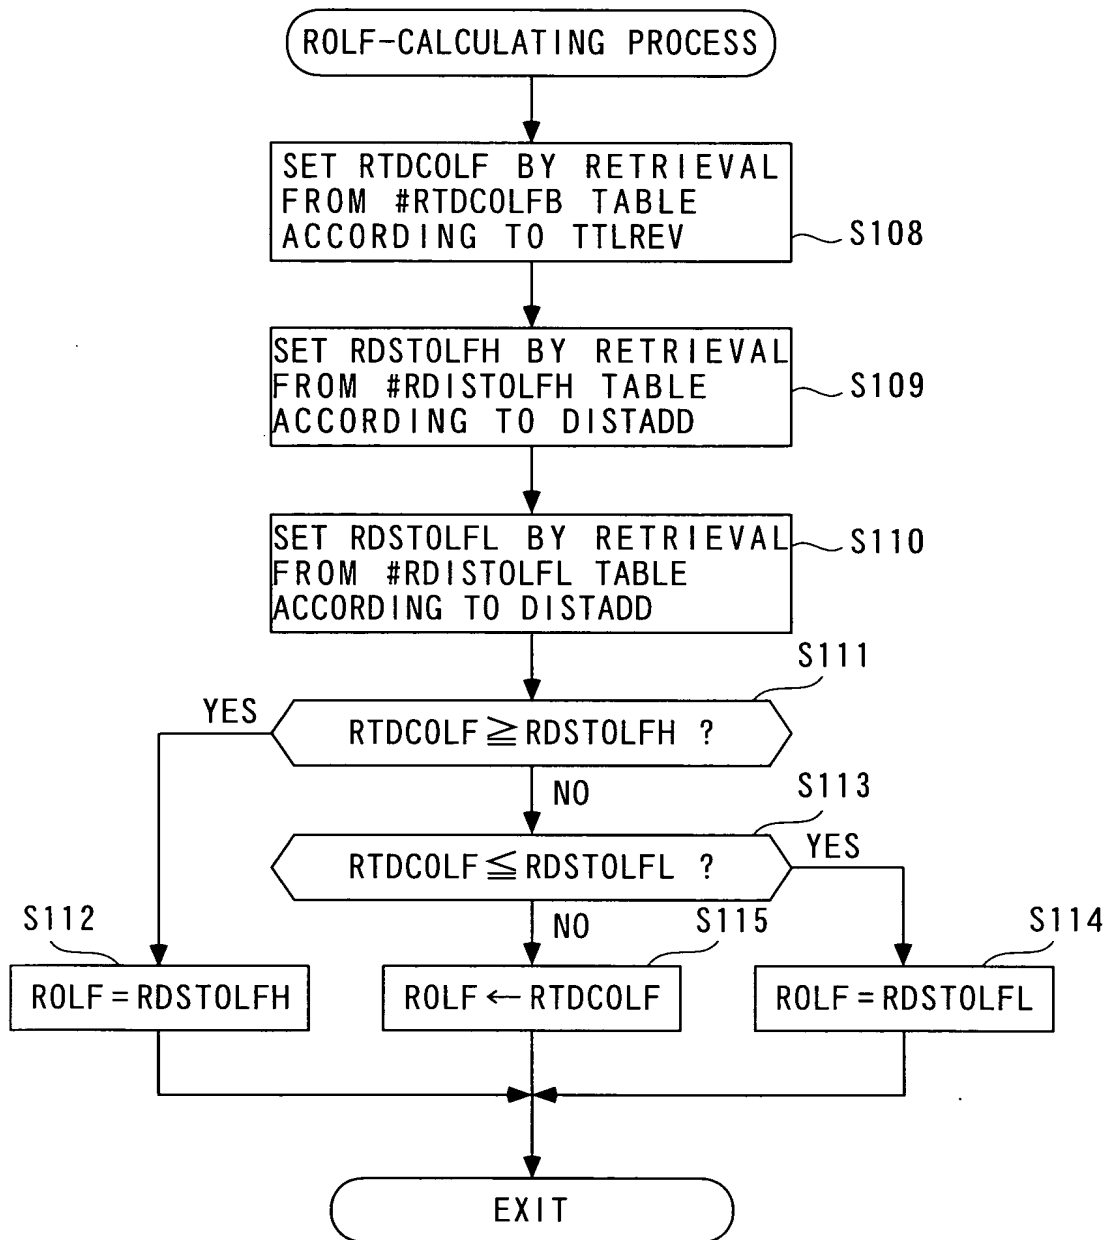 ROLF-CALCULATING PROCESS
SET RTDCOLF BY RETRIEVAL
FROM #RTDCOLFB TABLE
ACCORDING TO TTLREV
S108
SET RDSTOLFH BY RETRIEVAL
FROM #RDISTOLFH TABLE
ACCORDING TO DISTADD
S109
SET RDSTOLFL BY RETRIEVAL
FROM #RDISTOLFL TABLE
ACCORDING TO DISTADD
S110
S111
YES
RTDCOLF ≧ RDSTOLFH ?
NO
S113
RTDCOLF ≦ RDSTOLFL ?
YES
NO
S112
ROLF = RDSTOLFH
S115
ROLF ← RTDCOLF
S114
ROLF = RDSTOLFL
EXIT